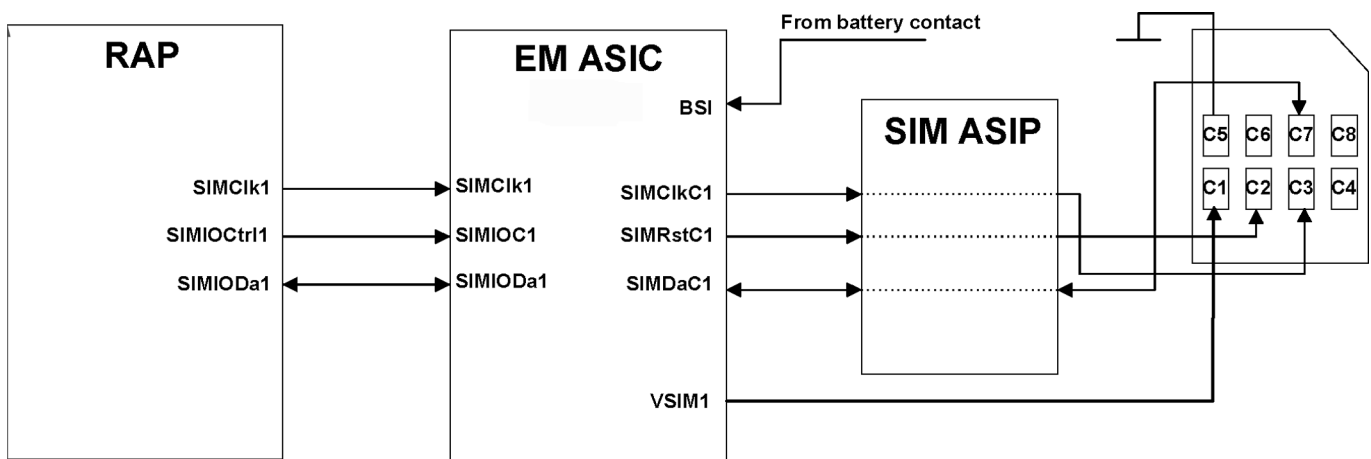 From battery contact
RAP
EM ASIC
BSI
SIM ASIP
C5 C6 C7 C8
C1 C2 C3 C4
SIMClk1
SIMClk1
SIMClkC1
SIMIOCtrl1
SIMIOC1
SIMRstC1
SIMIODa1
SIMIODa1
SIMDaC1
VSIM1